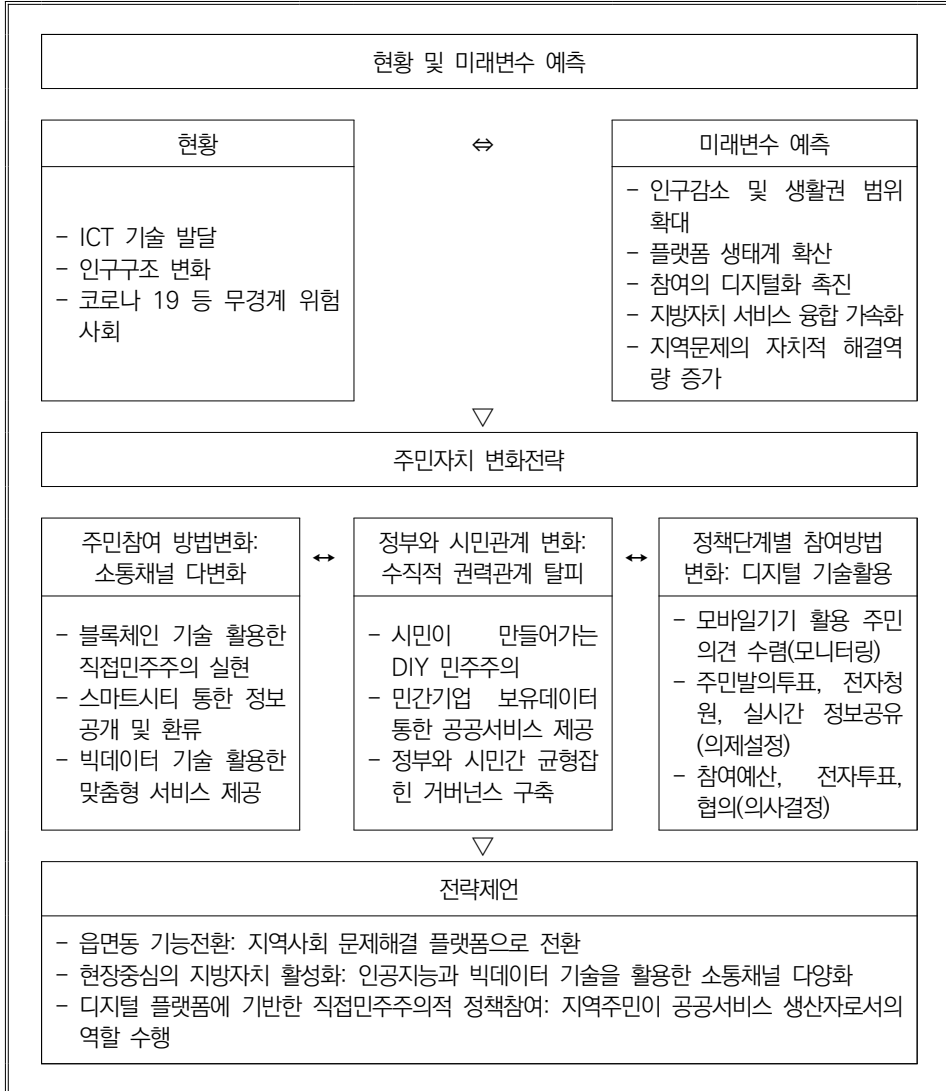 현황 및 미래변수 예측
현황
⇔
미래변수 예측
- ICT 기술 발달
- 인구구조 변화
- 코로나 19 등 무경계 위험
사회
- 인구감소 및 생활권 범위
확대
- 플랫폼 생태계 확산
- 참여의 디지털화 촉진
- 지방자치 서비스 융합 가속화
- 지역문제의 자치적 해결역
량 증가
▽
주민자치 변화전략
주민참여 방법변화:
소통채널 다변화
↔
정부와 시민관계 변화:
수직적 권력관계 탈피
↔
정책단계별 참여방법
변화: 디지털 기술활용
- 블록체인 기술 활용한
직접민주주의 실현
- 스마트시티 통한 정보
공개 및 환류
- 빅데이터 기술 활용한
맞춤형 서비스 제공
- 시민이 만들어가는
DIY 민주주의
- 민간기업 보유데이터
통한 공공서비스 제공
- 정부와 시민간 균형잡
힌 거버넌스 구축
- 모바일기기 활용 주민
의견 수렴(모니터링)
- 주민발의투표, 전자청
원, 실시간 정보공유
(의제설정)
- 참여예산, 전자투표,
협의(의사결정)
▽
전략제언
- 읍면동 기능전환: 지역사회 문제해결 플랫폼으로 전환
- 현장중심의 지방자치 활성화: 인공지능과 빅데이터 기술을 활용한 소통채널 다양화
- 디지털 플랫폼에 기반한 직접민주주의적 정책참여: 지역주민이 공공서비스 생산자로서의
역할 수행